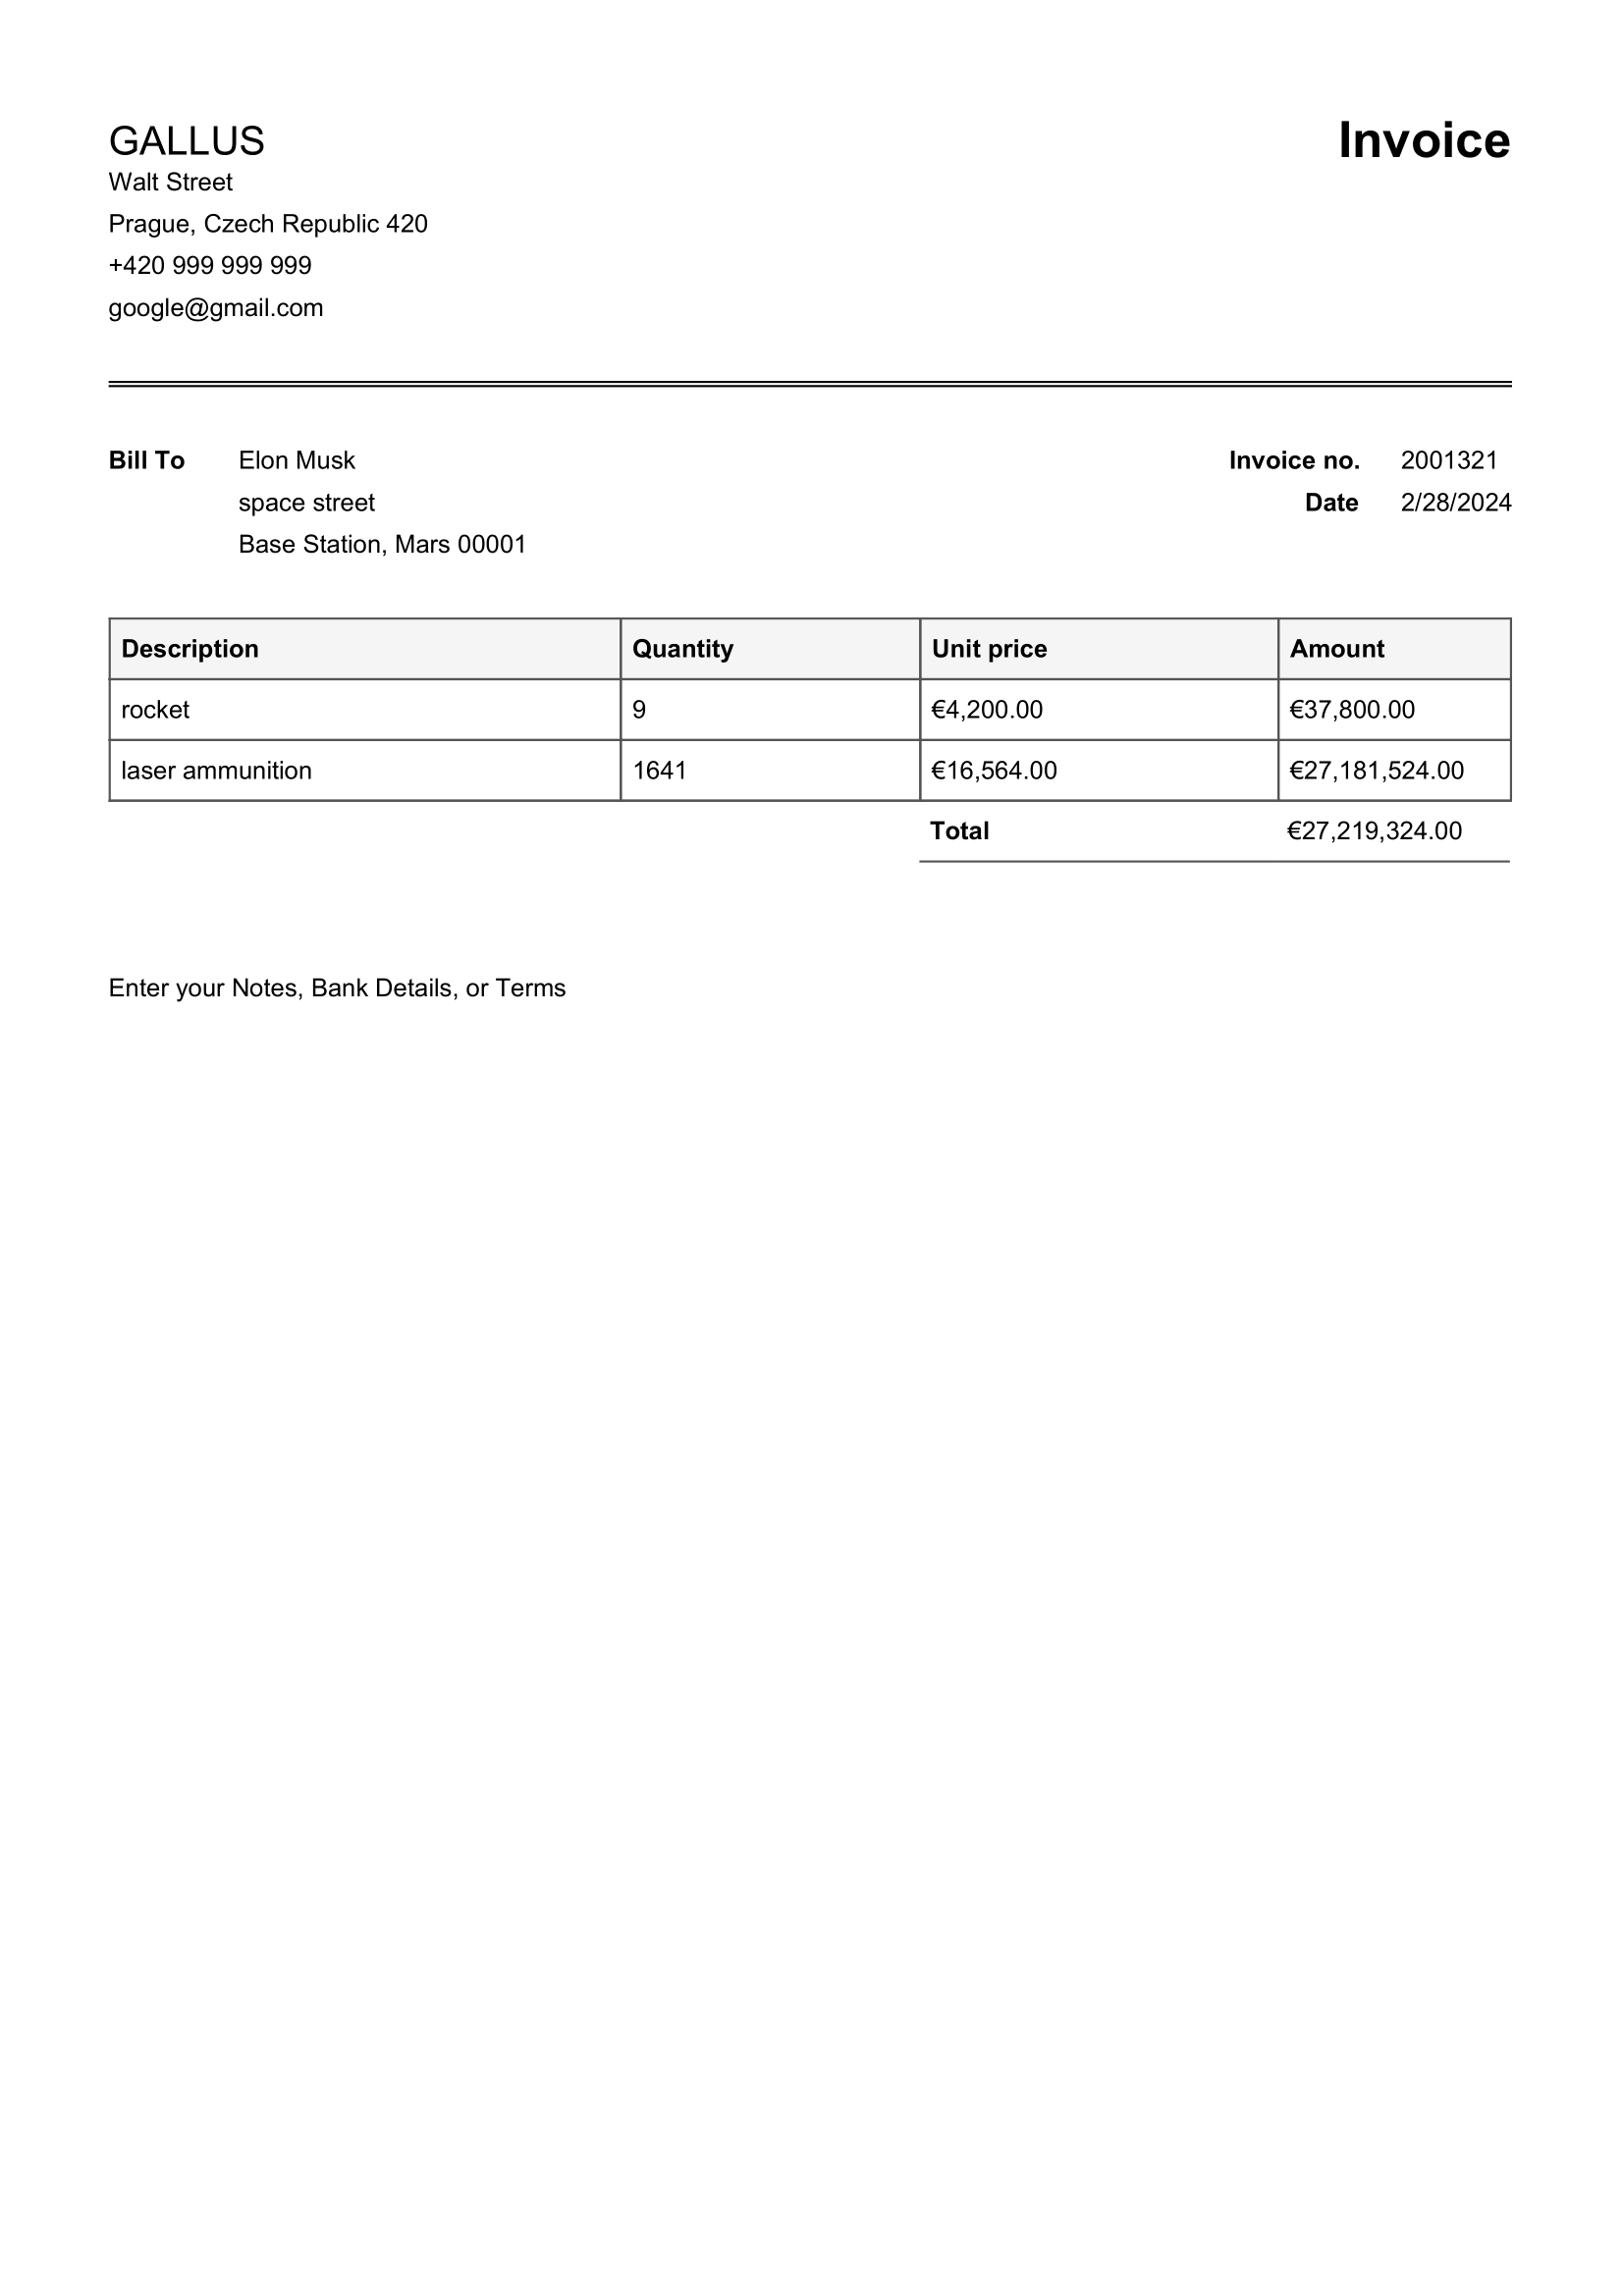 GALLUS
Invoice
Walt Street
Prague, Czech Republic 420
+420 999 999 999
google@gmail.com
Bill To Elon Musk Invoice no. 2001321
space street Date 2/28/2024
Base Station, Mars 00001
Description Quantity Unit price Amount
rocket 9 €4,200.00 €37,800.00
laser ammunition 1641 €16,564.00 €27,181,524.00
Total €27,219,324.00
Enter your Notes, Bank Details, or Terms